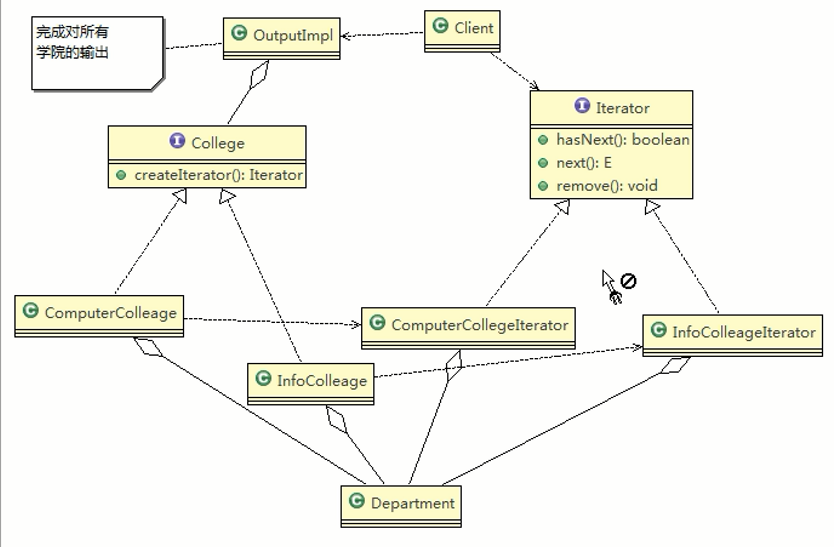 完成对所有
学院的输出
C OutputImpl
C Client
I College
createIterator(): Iterator
I Iterator
hasNext(): boolean
next(): E
remove(): void
C ComputerColleage
C ComputerCollegeIterator
C InfoColleageIterator
C InfoColleage
C Department